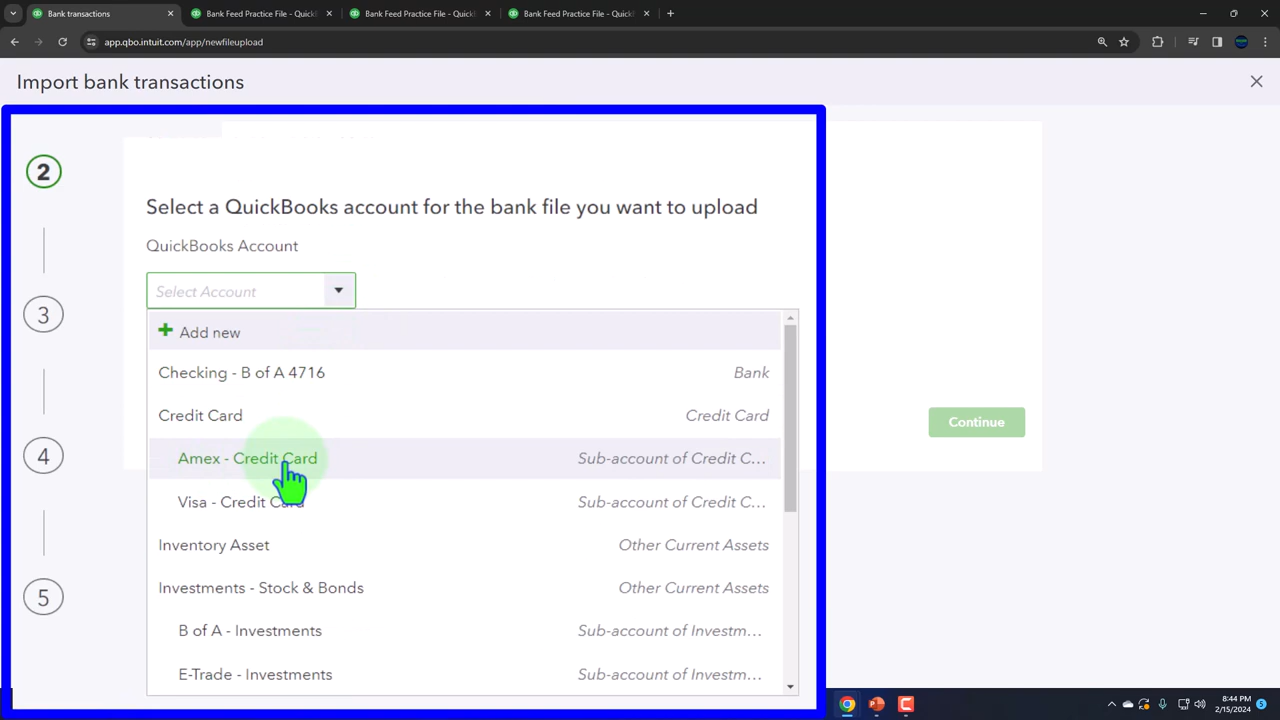 Bank transactions
Bank Feed Practice File - QuickB
Bank Feed Practice File - QuickB
Bank Feed Practice File - QuickB
app.qbo.intuit.com/app/newfileupload
Import bank transactions
2
Select a QuickBooks account for the bank file you want to upload
QuickBooks Account
3
Select Account
Add new
Checking - B of A 4716 Bank
Credit Card Credit Card
Continue
4
Amex - Credit Card Sub-account of Credit C...
Visa - Credit Card Sub-account of Credit C...
Inventory Asset Other Current Assets
5
Investments - Stock & Bonds Other Current Assets
B of A - Investments Sub-account of Investm...
E-Trade - Investments Sub-account of Investm...
8:44 PM
2/15/2024